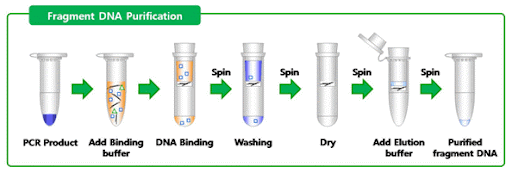 Fragment DNA Purification
Spin
Spin
Spin
Spin
PCR Product
Add Binding
buffer
DNA Binding
Washing
Dry
Add Elution
buffer
Purified
fragment DNA